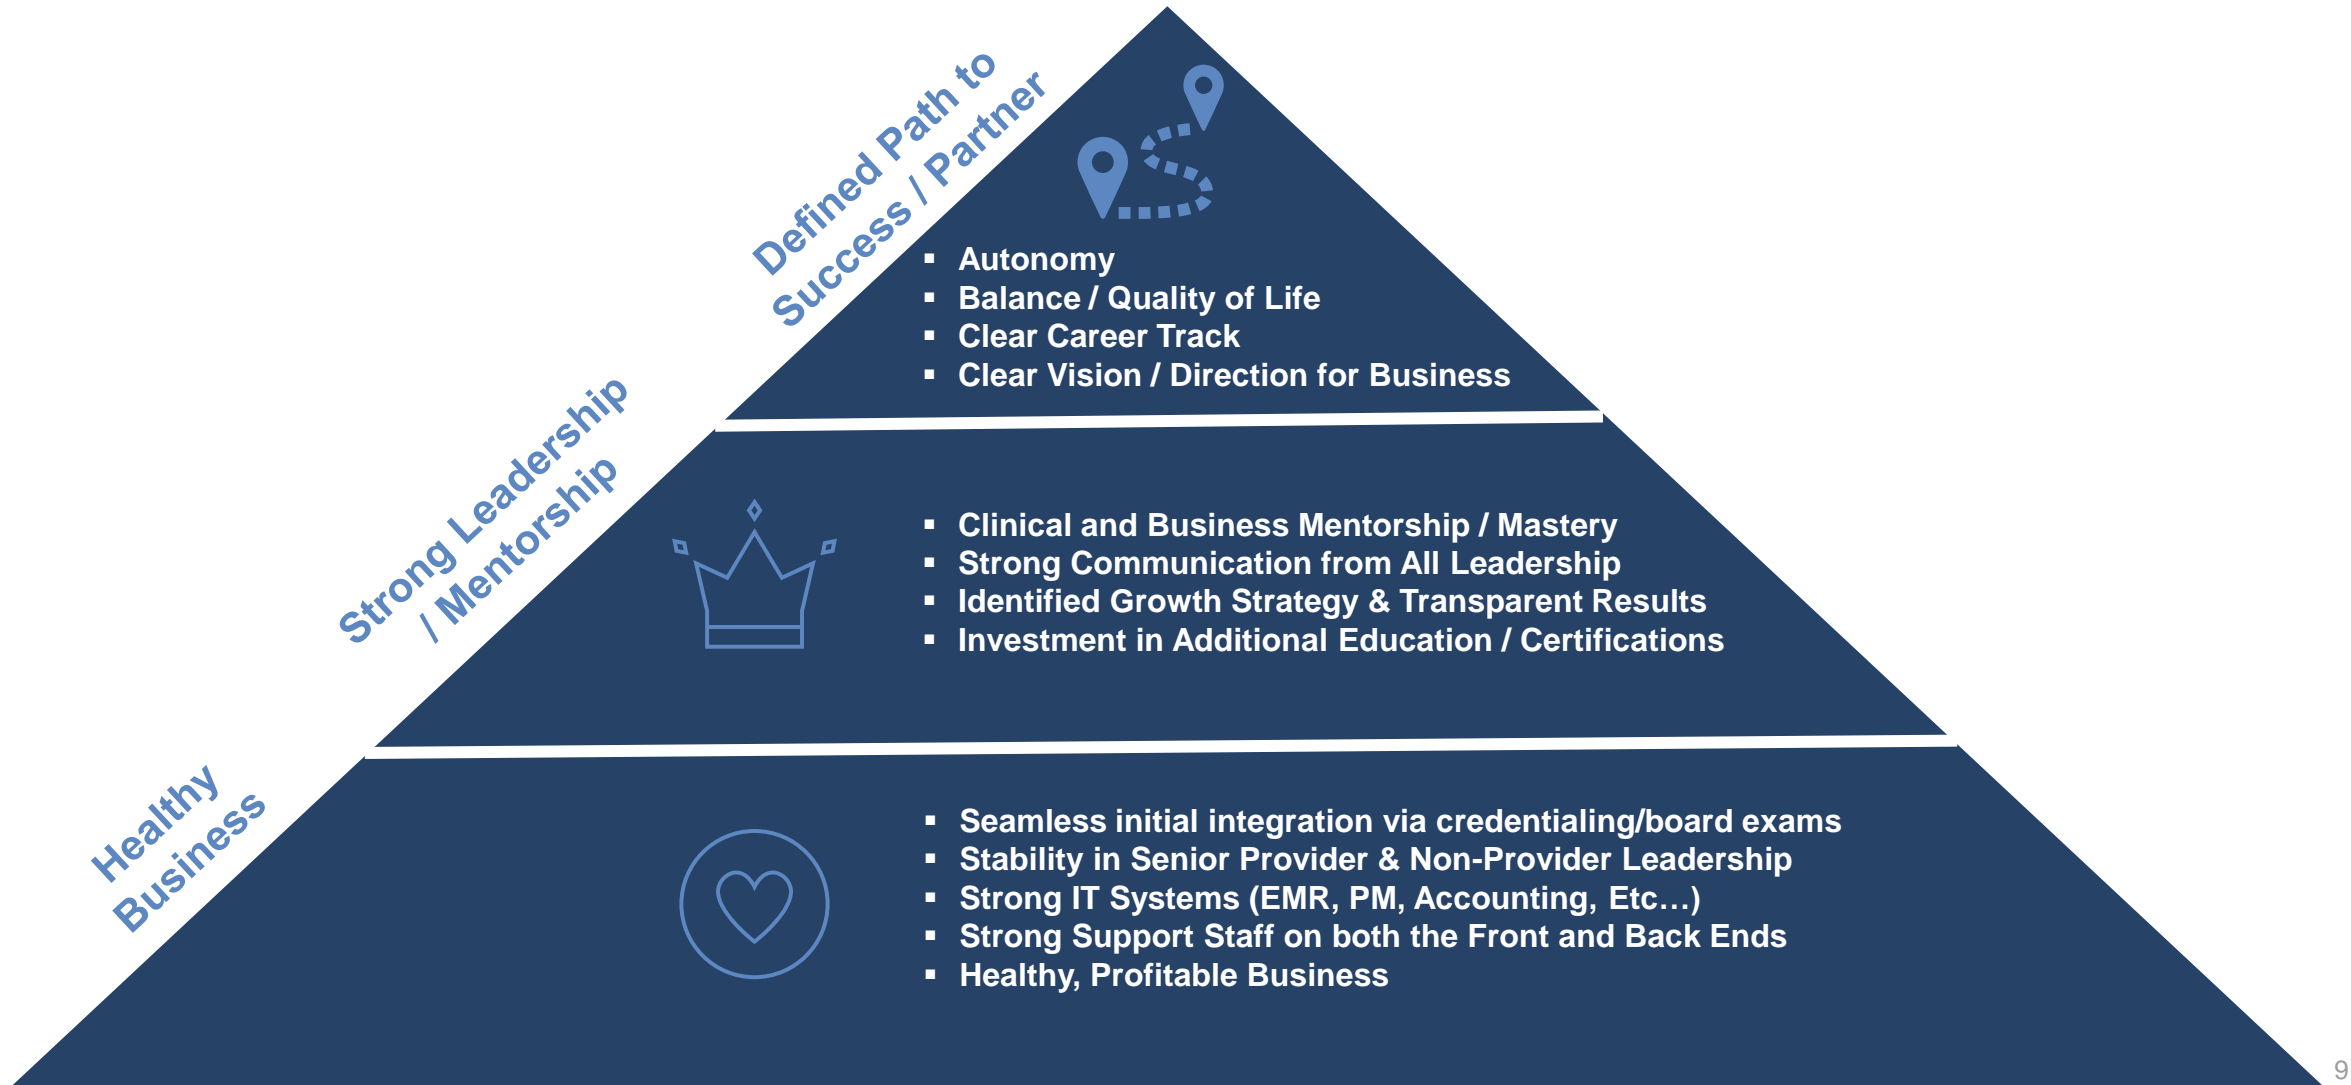 Defined Path to
Success / Partner
▪ Autonomy
▪ Balance / Quality of Life
▪ Clear Career Track
▪ Clear Vision / Direction for Business
Strong Leadership
/ Mentorship
▪ Clinical and Business Mentorship / Mastery
▪ Strong Communication from All Leadership
▪ Identified Growth Strategy & Transparent Results
▪ Investment in Additional Education / Certifications
Healthy
Business
▪ Seamless initial integration via credentialing/board exams
▪ Stability in Senior Provider & Non-Provider Leadership
▪ Strong IT Systems (EMR, PM, Accounting, Etc…)
▪ Strong Support Staff on both the Front and Back Ends
▪ Healthy, Profitable Business
9